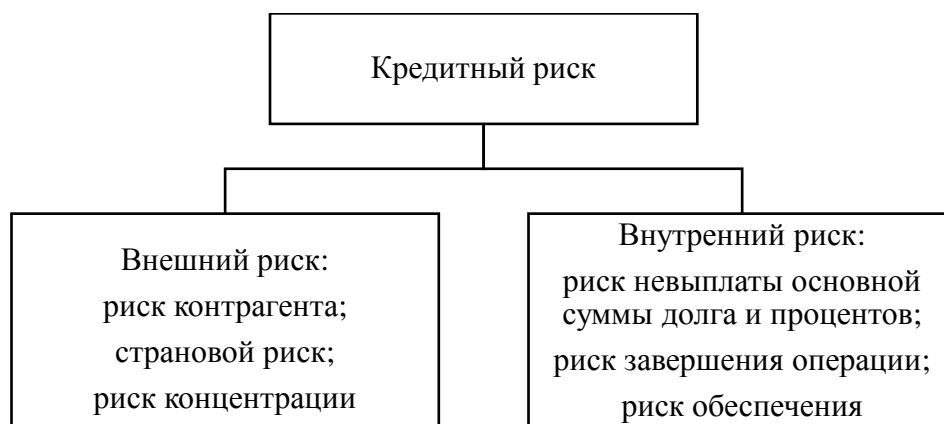 Кредитный риск
Внешний риск:
риск контрагента;
страновой риск;
риск концентрации
Внутренний риск:
риск невыплаты основной
суммы долга и процентов;
риск завершения операции;
риск обеспечения